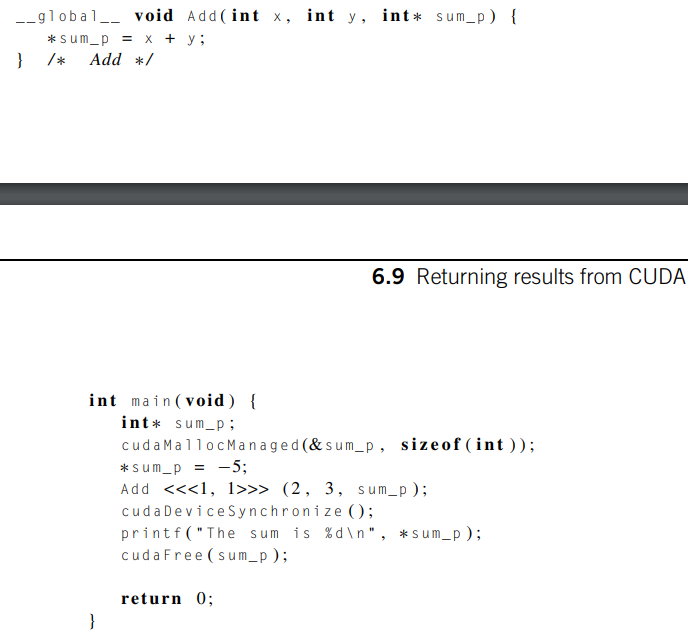 __global__ void Add(int x, int y, int* sum_p) {
*sum_p = x + y;
} /* Add */
6.9 Returning results from CUDA
int main(void) {
int* sum_p;
cudaMallocManaged(&sum_p, sizeof(int));
*sum_p = −5;
Add <<<1, 1>>> (2, 3, sum_p);
cudaDeviceSynchronize();
printf("The sum is %d\n", *sum_p);
cudaFree(sum_p);
return 0;
}